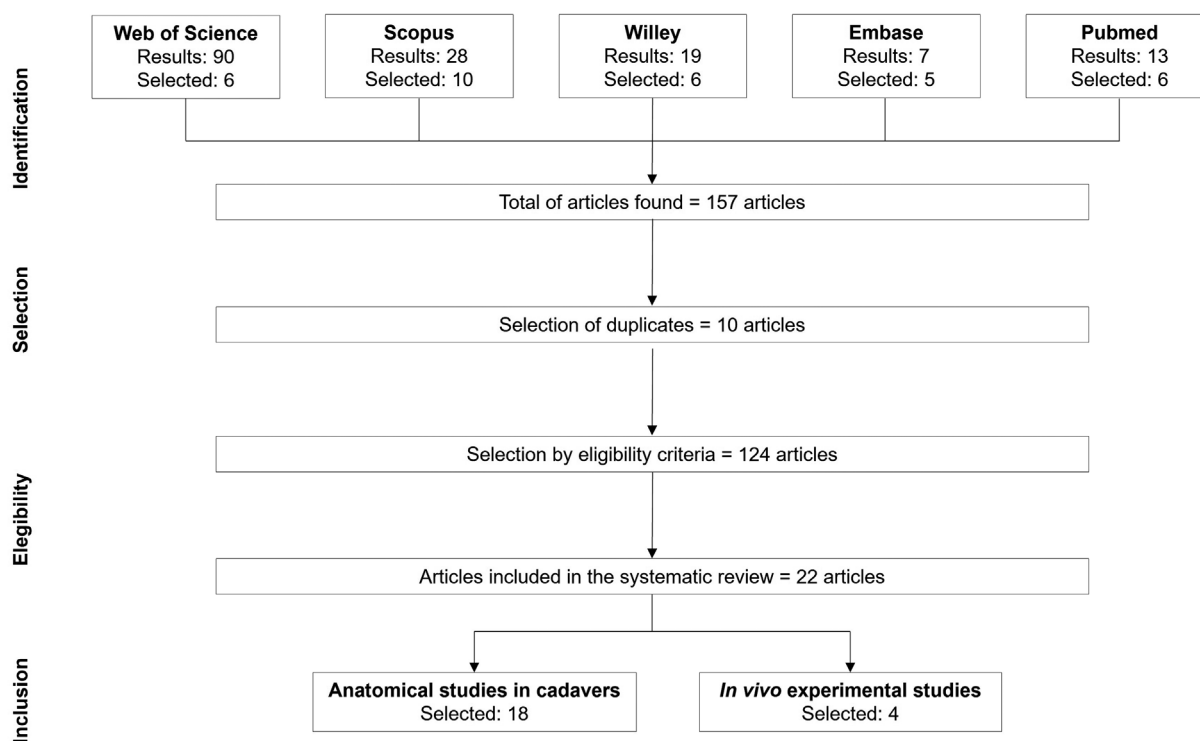 Web of Science
Results: 90
Selected: 6
Scopus
Results: 28
Selected: 10
Willey
Results: 19
Selected: 6
Embase
Results: 7
Selected: 5
Pubmed
Results: 13
Selected: 6
Identification
Total of articles found = 157 articles
Selection
Selection of duplicates = 10 articles
Elegibility
Selection by eligibility criteria = 124 articles
Articles included in the systematic review = 22 articles
Inclusion
Anatomical studies in cadavers
Selected: 18
In vivo experimental studies
Selected: 4